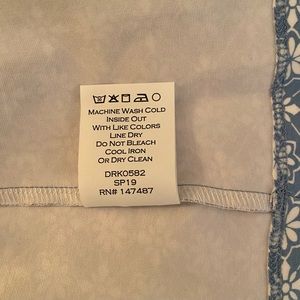 Machine Wash Cold
Inside Out
With Like Colors
Line Dry
Do Not Bleach
Cool Iron
Or Dry Clean
DRK0582
SP19
RN# 147487